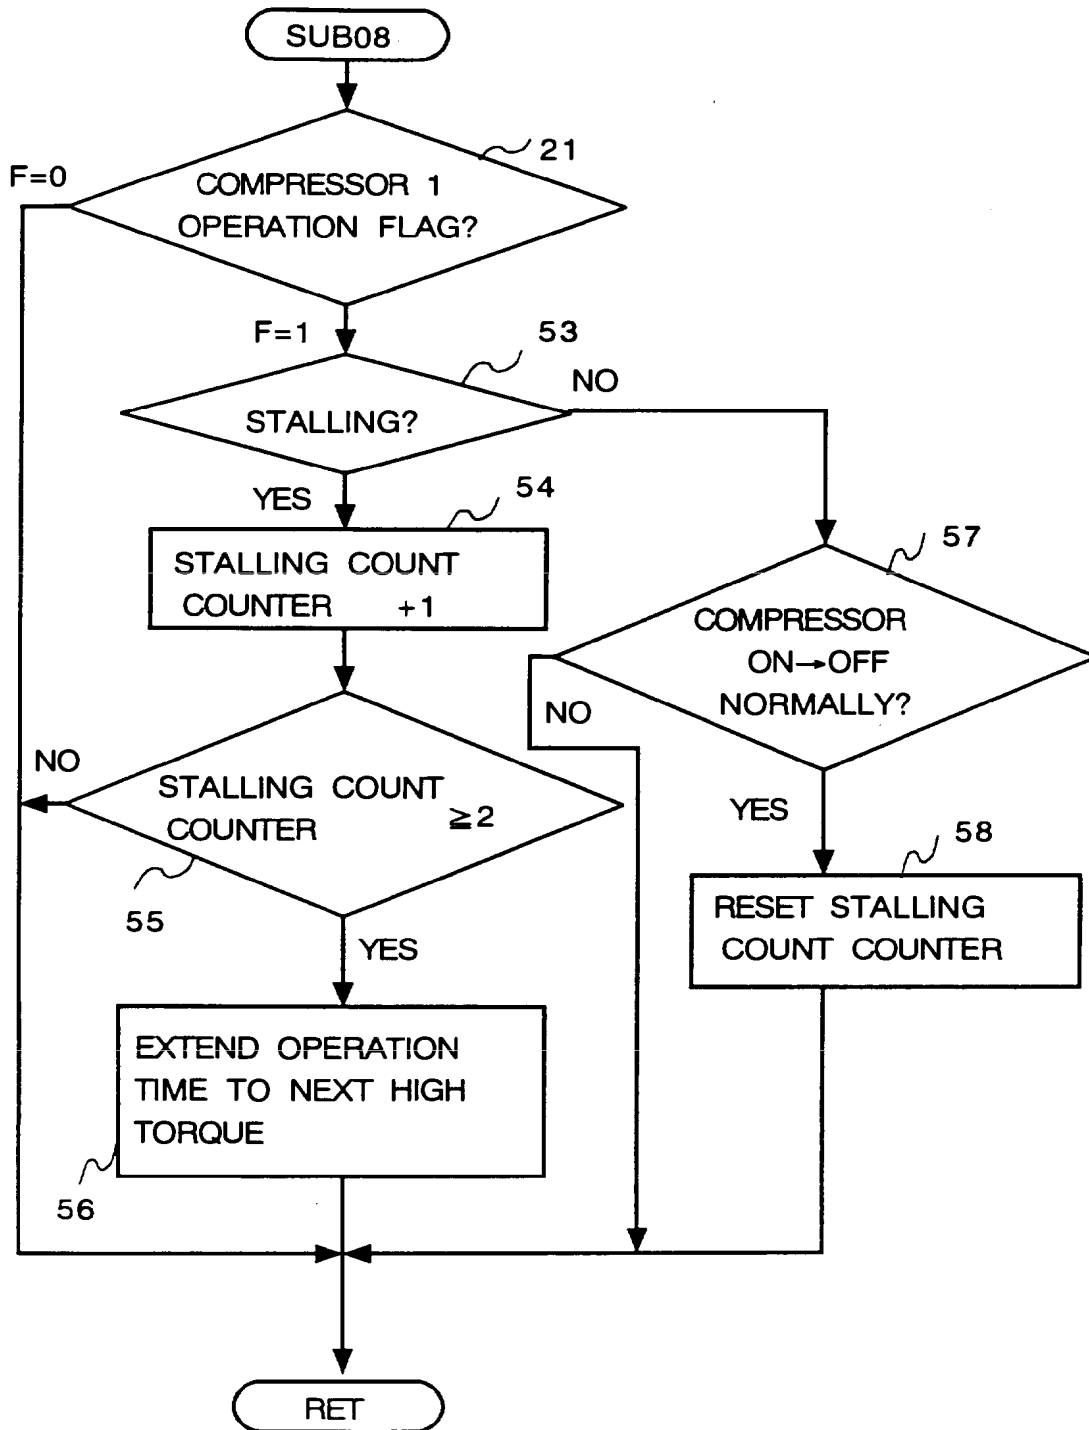 SUB08
21
F=0
COMPRESSOR 1
OPERATION FLAG?
F=1
53
NO
STALLING?
YES
54
STALLING COUNT
COUNTER +1
57
COMPRESSOR
ON→OFF
NORMALLY?
NO
NO
STALLING COUNT
COUNTER ≧2
YES
58
55
RESET STALLING
COUNT COUNTER
YES
EXTEND OPERATION
TIME TO NEXT HIGH
TORQUE
56
RET